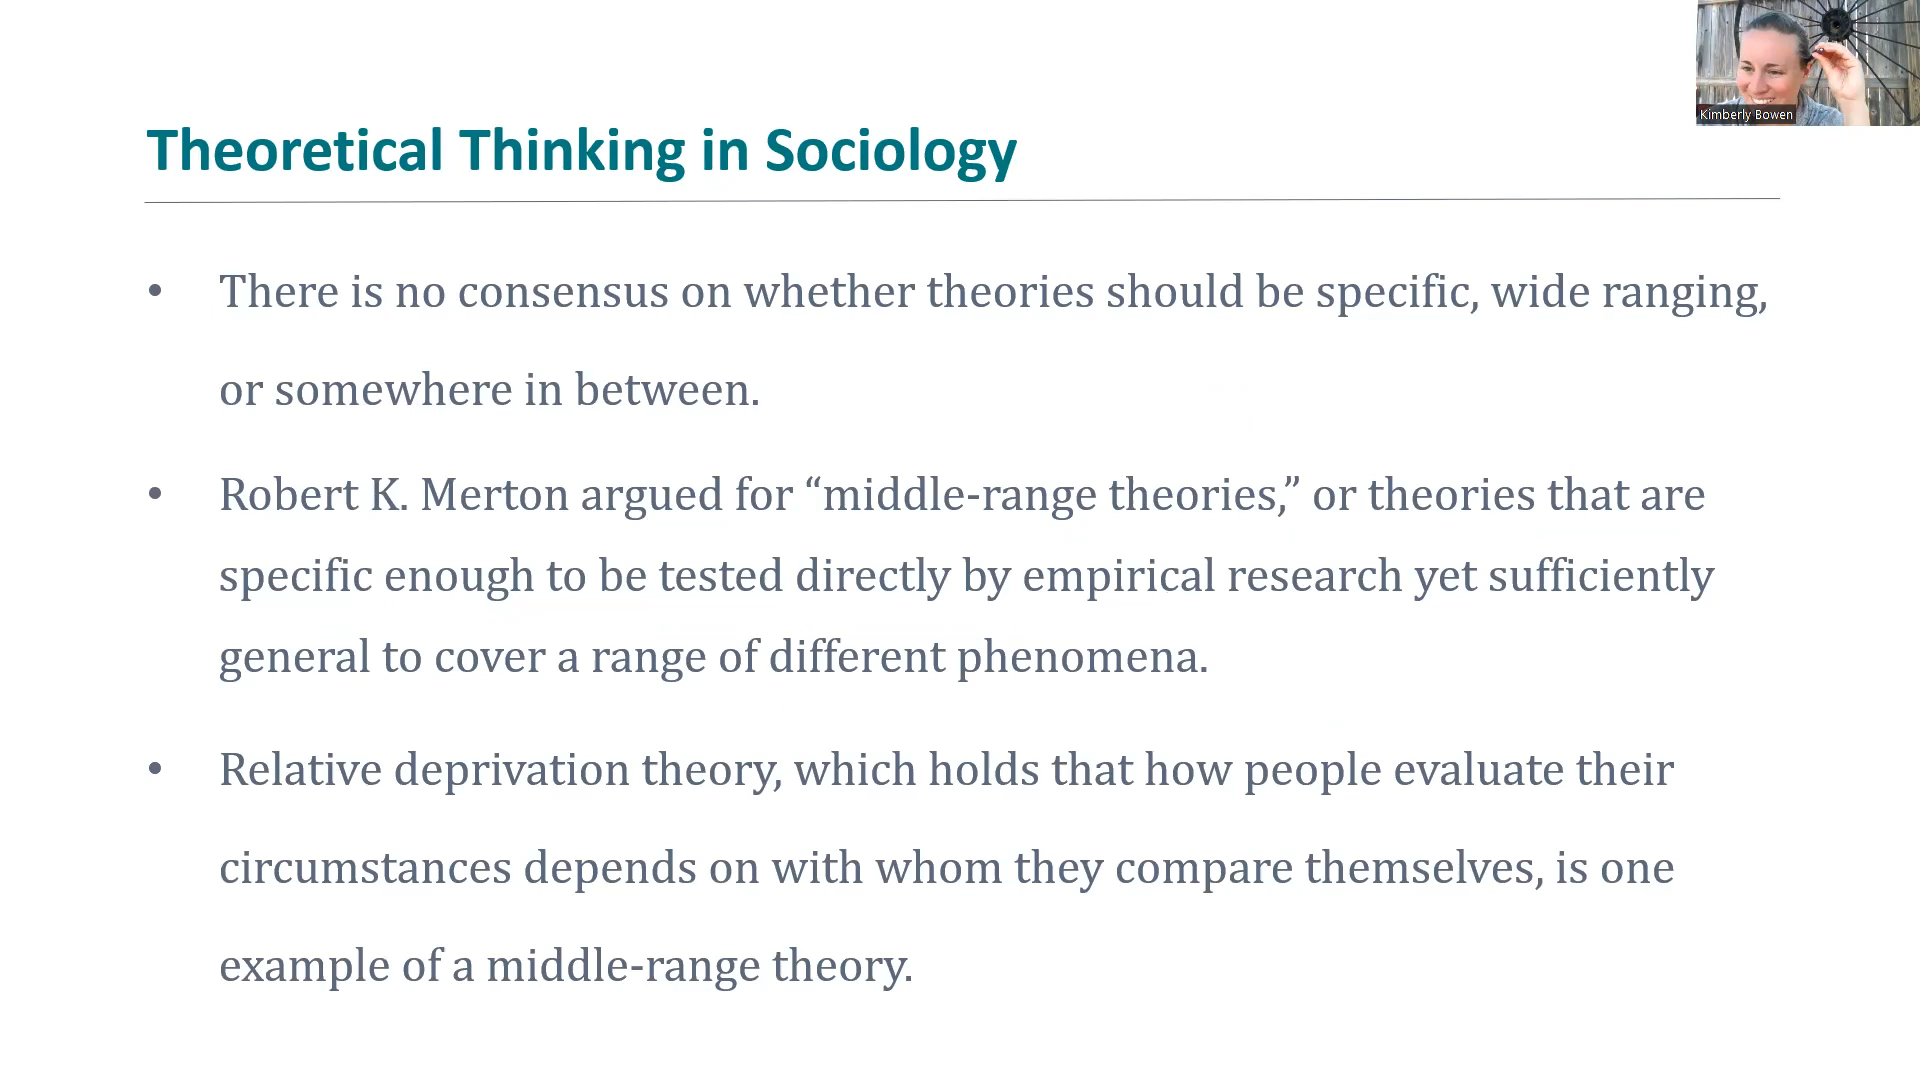 Kimberly Bowen
Theoretical Thinking in Sociology
• There is no consensus on whether theories should be specific, wide ranging,
or somewhere in between.
• Robert K. Merton argued for “middle-range theories,” or theories that are
specific enough to be tested directly by empirical research yet sufficiently
general to cover a range of different phenomena.
• Relative deprivation theory, which holds that how people evaluate their
circumstances depends on with whom they compare themselves, is one
example of a middle-range theory.